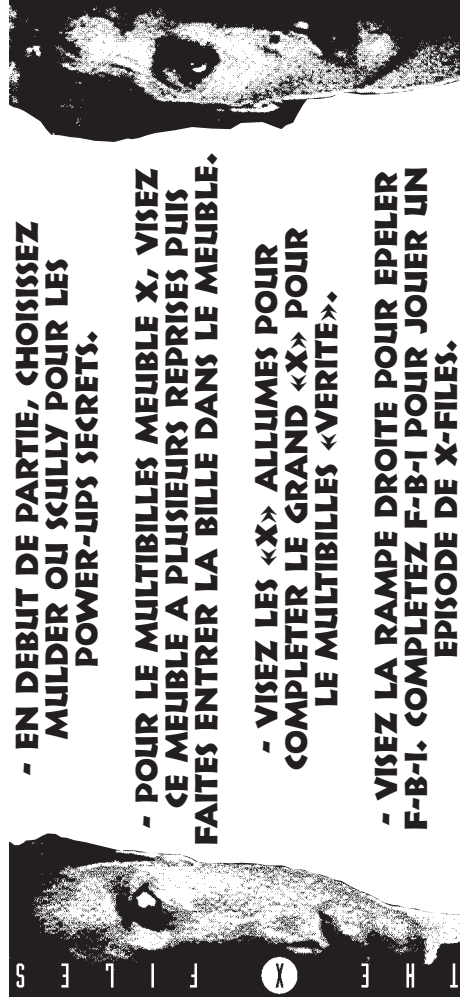 - EN DEBUT DE PARTIE, CHOISISSEZ
MULDER OU SCULLY POUR LES
POWER-UPS SECRETS.
- POUR LE MULTIBILLES MEUBLE X, VISEZ
CE MEUBLE A PLUSIEURS REPRISES PUIS
FAITES ENTRER LA BILLE DANS LE MEUBLE.
- VISEZ LES «X» ALLUMES POUR
COMPLETER LE GRAND «X» POUR
LE MULTIBILLES «VERITE».
- VISEZ LA RAMPE DROITE POUR EPELER
F-B-I. COMPLETEZ F-B-I POUR JOUER UN
EPISODE DE X-FILES.
THE X FILES